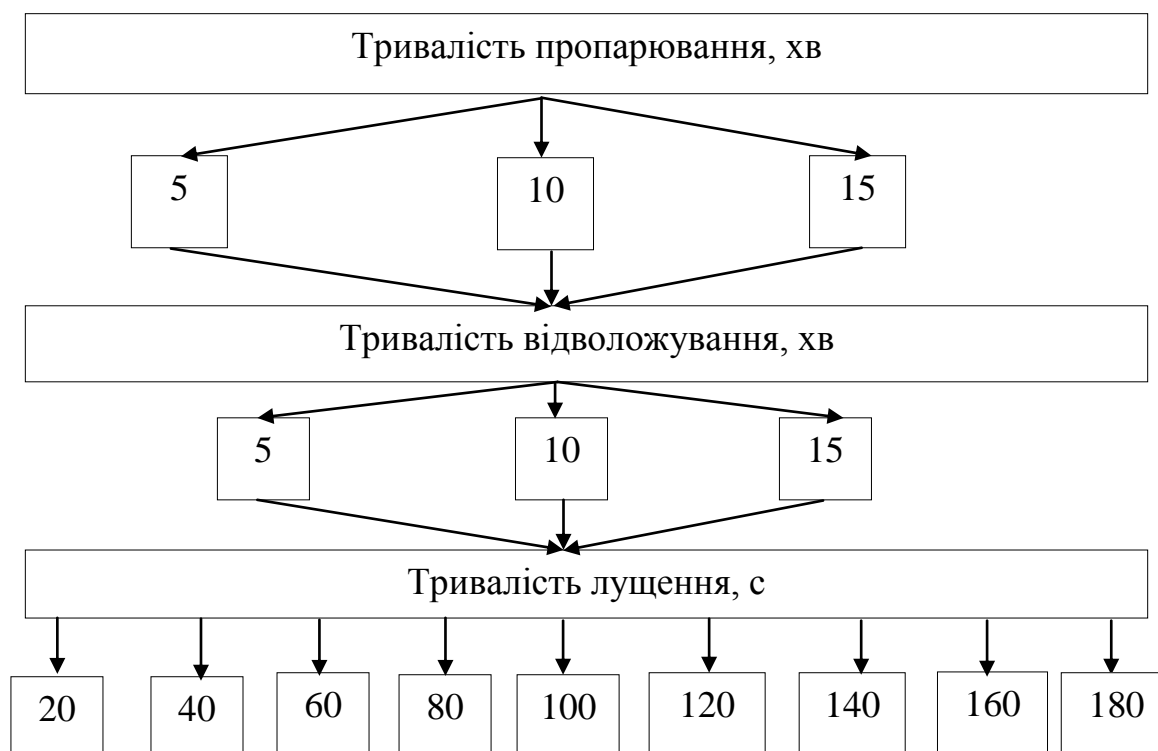 Тривалість пропарювання, хв
5 10 15
Тривалість відволожування, хв
5 10 15
Тривалість лущення, с
20 40 60 80 100 120 140 160 180